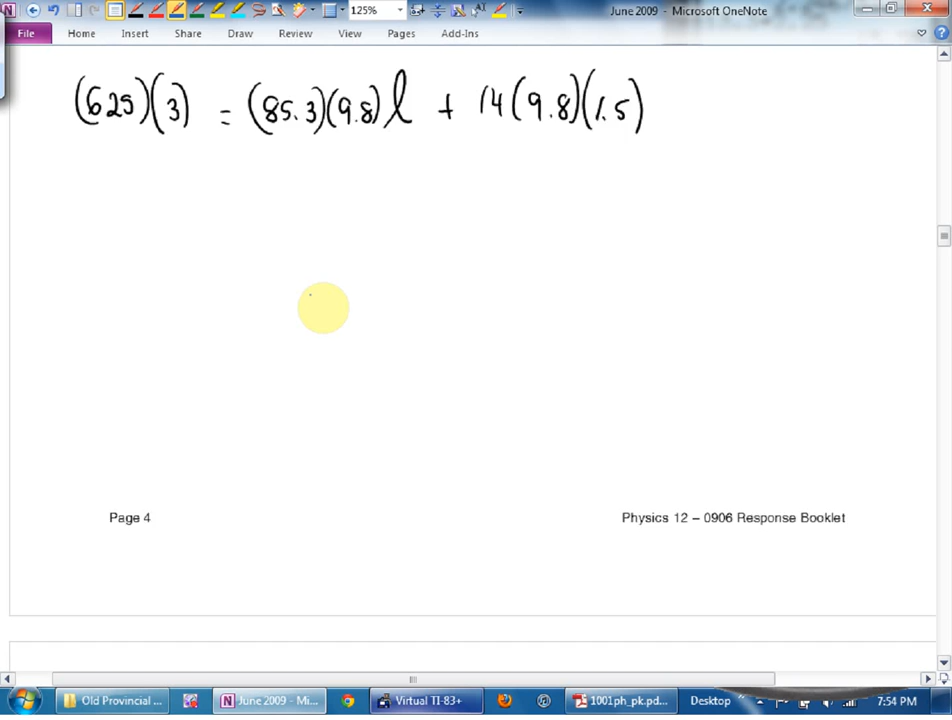 125%
June 2009 - Microsoft OneNote
File Home Insert Share Draw Review View Pages Add-Ins
(625)(3) = (85.3)(9.8)l + 14(9.8)(1.5)
Page 4
Physics 12 – 0906 Response Booklet
Old Provincial ...
June 2009 - Mi...
Virtual TI-83+
1001ph_pk.pd...
Desktop
7:54 PM